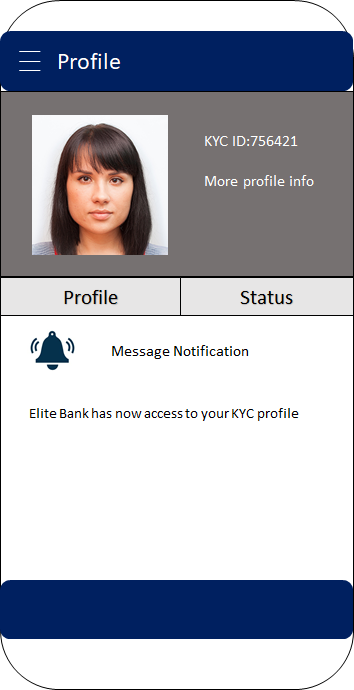 Profile
KYC ID:756421
More profile info
Profile
Status
Message Notification
Elite Bank has now access to your KYC profile